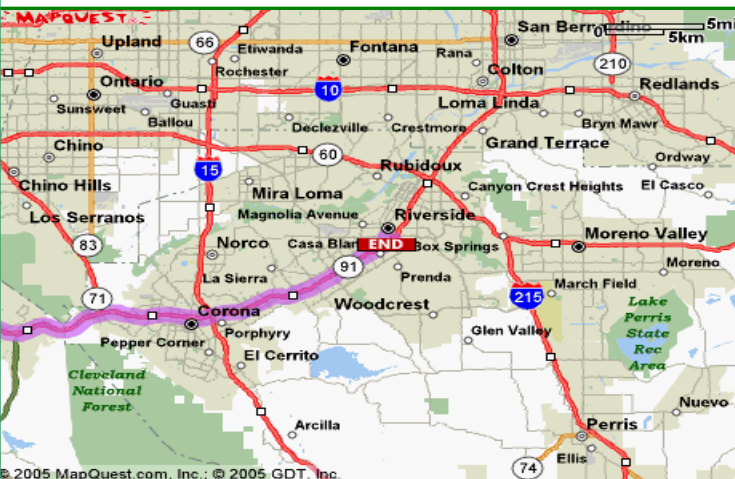 MAPQUEST
San Bernardino
0 5mi
5km
Upland
66
Etiwanda
Fontana
Rana
210
Rochester
Colton
Ontario
10
Redlands
Guasti
Loma Linda
Sunsweet
Ballou
Declezville
Crestmore
Bryn Mawr
Chino
60
Grand Terrace
15
Rubidoux
Ordway
Chino Hills
Mira Loma
Canyon Crest Heights
El Casco
Los Serranos
Magnolia Avenue
Riverside
83
Norco
Casa Blan
END
Box Springs
Moreno Valley
91
Moreno
La Sierra
Prenda
March Field
71
Woodcrest
215
Corona
Lake
Perris
State
Rec
Area
Porphyry
Glen Valley
Pepper Corner
El Cerrito
Cleveland
National
Forest
Nuevo
Arcilla
Perris
Ellis
74
© 2005 MapQuest.com, Inc.; © 2005 GDT, Inc.